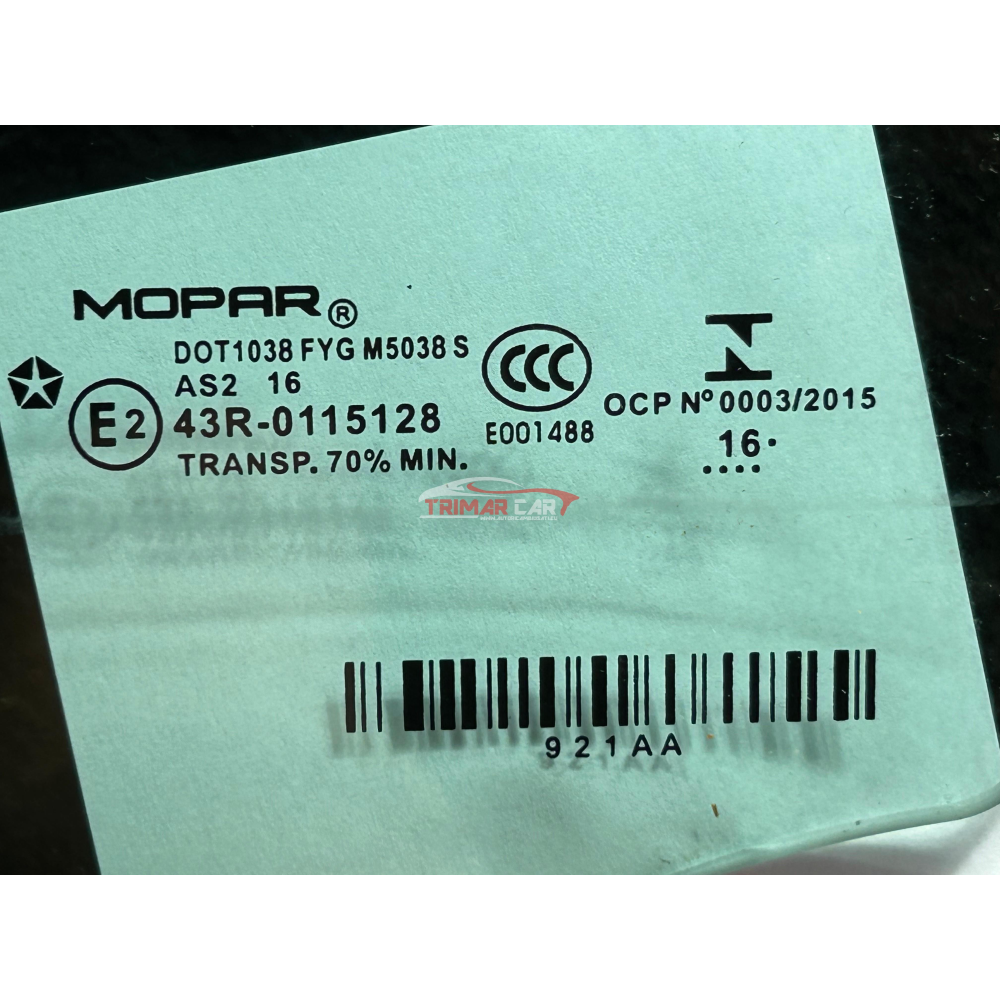 MOPAR®
DOT1038 FYG M5038 S
AS2 16
E2 43R-0115128
TRANSP. 70% MIN.
CCC
E001488
OCP Nº 0003/2015
16.
....
TRIMAR CAR
921AA